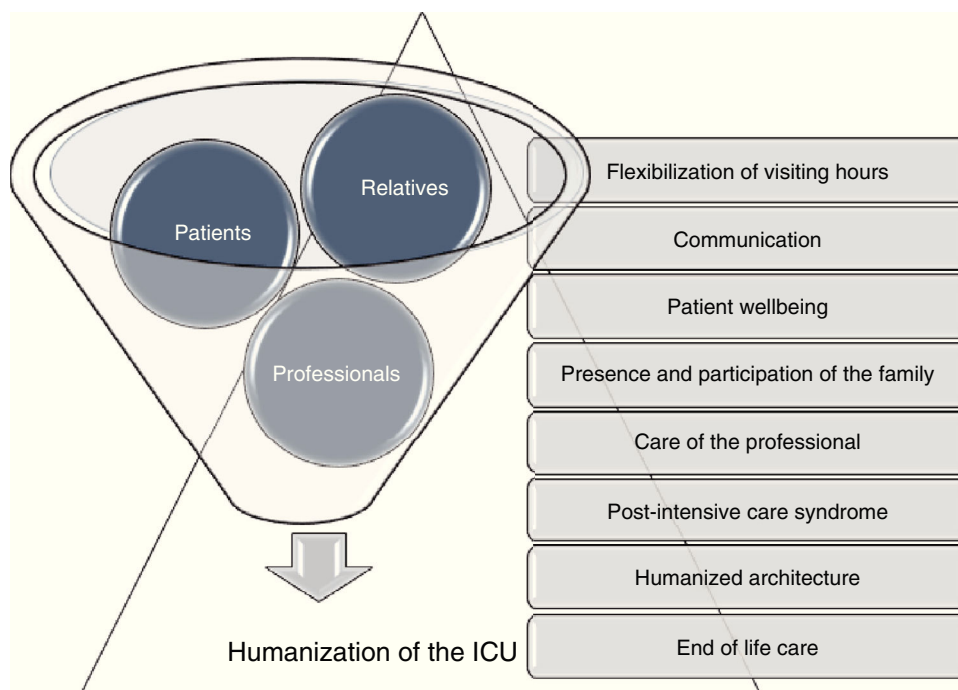 Relatives
Patients
Professionals
Humanization of the ICU
Flexibilization of visiting hours
Communication
Patient wellbeing
Presence and participation of the family
Care of the professional
Post-intensive care syndrome
Humanized architecture
End of life care